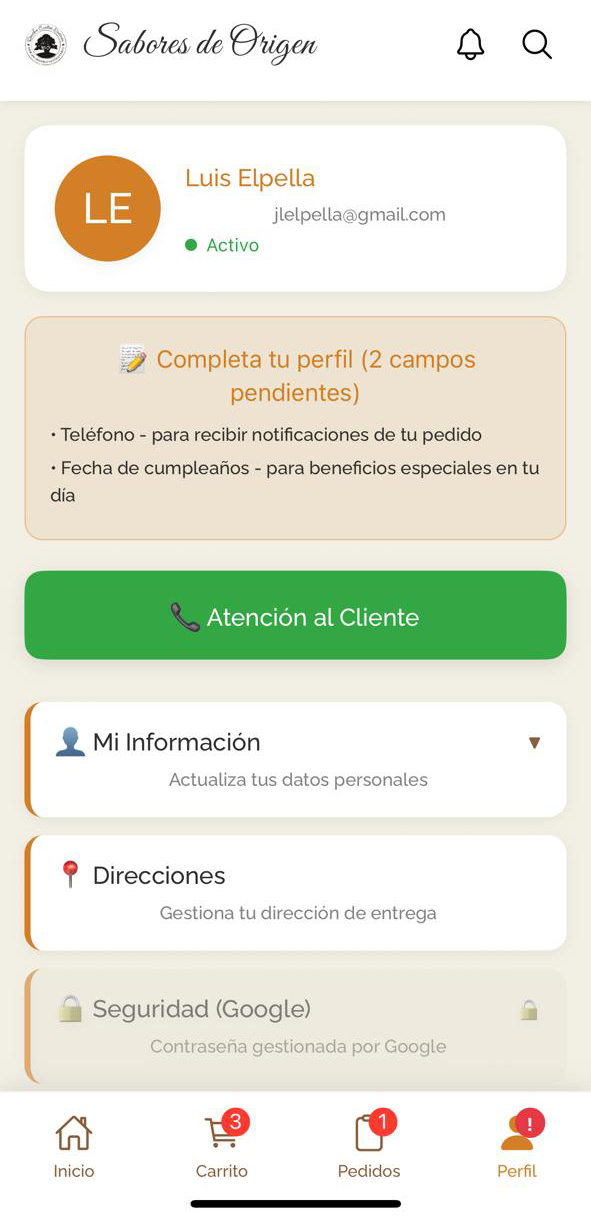 Sabores de Origen
LE
Luis Elpella
jlelpella@gmail.com
Activo
Completa tu perfil (2 campos
pendientes)
• Teléfono - para recibir notificaciones de tu pedido
• Fecha de cumpleaños - para beneficios especiales en tu
día
Atención al Cliente
Mi Información
Actualiza tus datos personales
Direcciones
Gestiona tu dirección de entrega
Seguridad (Google)
Contraseña gestionada por Google
3
1
!
Inicio
Carrito
Pedidos
Perfil